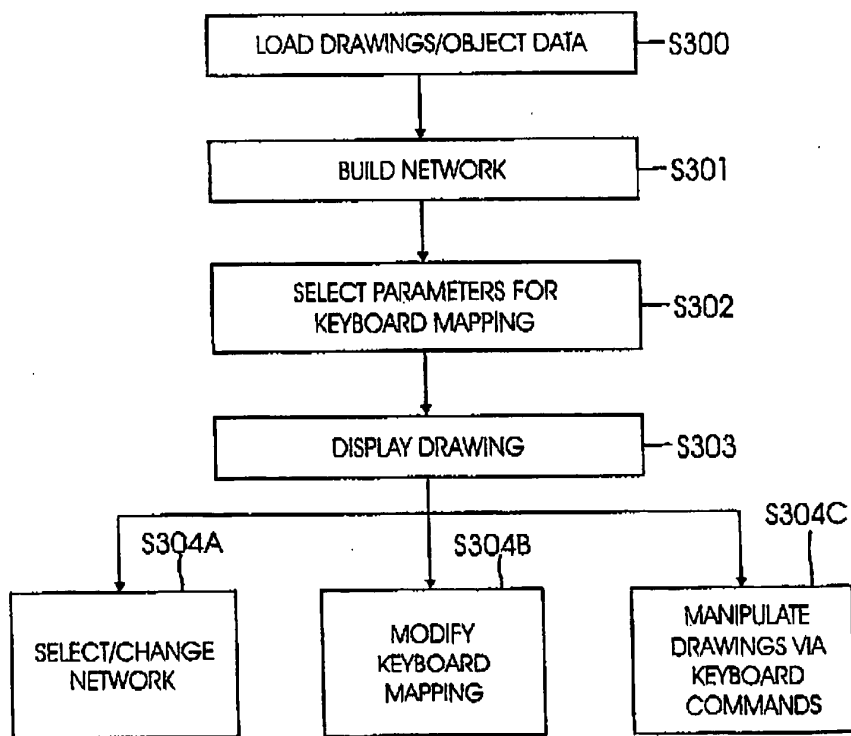 LOAD DRAWINGS/OBJECT DATA
S300
BUILD NETWORK
S301
SELECT PARAMETERS FOR
KEYBOARD MAPPING
S302
DISPLAY DRAWING
S303
S304A
S304B
S304C
SELECT/CHANGE
NETWORK
MODIFY
KEYBOARD
MAPPING
MANIPULATE
DRAWINGS VIA
KEYBOARD
COMMANDS